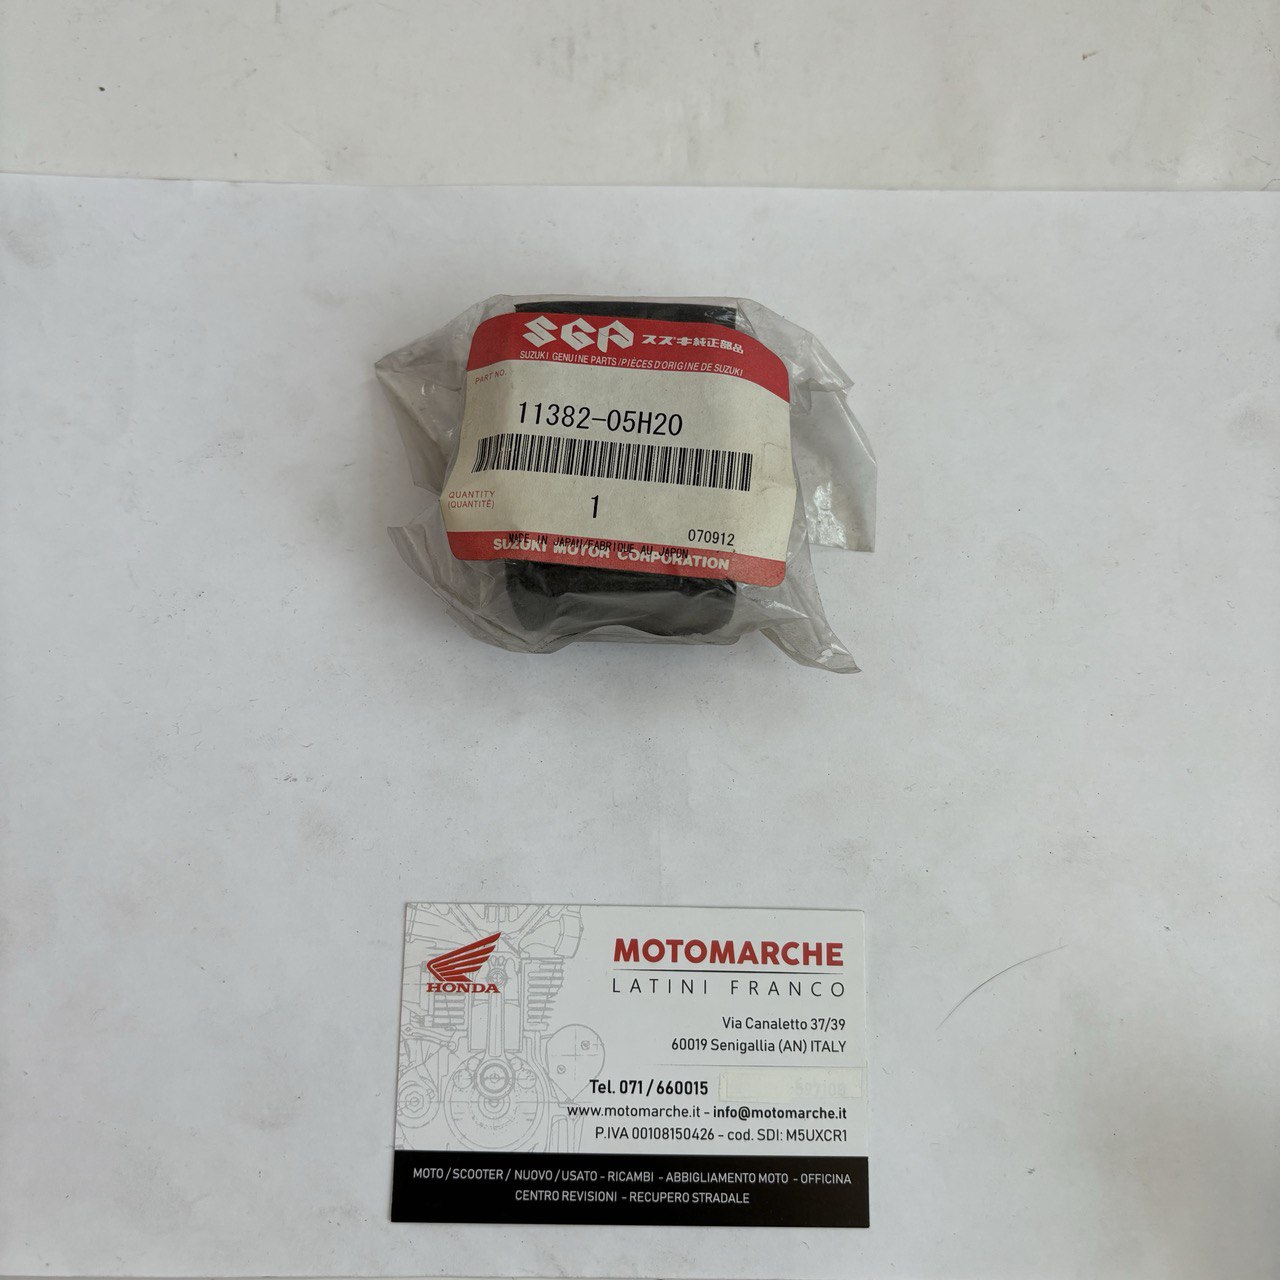 SGP スズキ純正部品
SUZUKI GENUINE PARTS/PIÈCES D'ORIGINE DE SUZUKI
PART NO.
11382-05H20
QUANTITY
(QUANTITÉ)
1
070912
MADE IN JAPAN/FABRIQUE AU JAPON
SUZUKI MOTOR CORPORATION
HONDA
MOTOMARCHE
LATINI FRANCO
Via Canaletto 37/39
60019 Senigallia (AN) ITALY
Tel. 071 / 660015
www.motomarche.it - info@motomarche.it
P.IVA 00108150426 - cod. SDI: M5UXCR1
MOTO / SCOOTER / NUOVO / USATO - RICAMBI - ABBIGLIAMENTO MOTO - OFFICINA
CENTRO REVISIONI - RECUPERO STRADALE